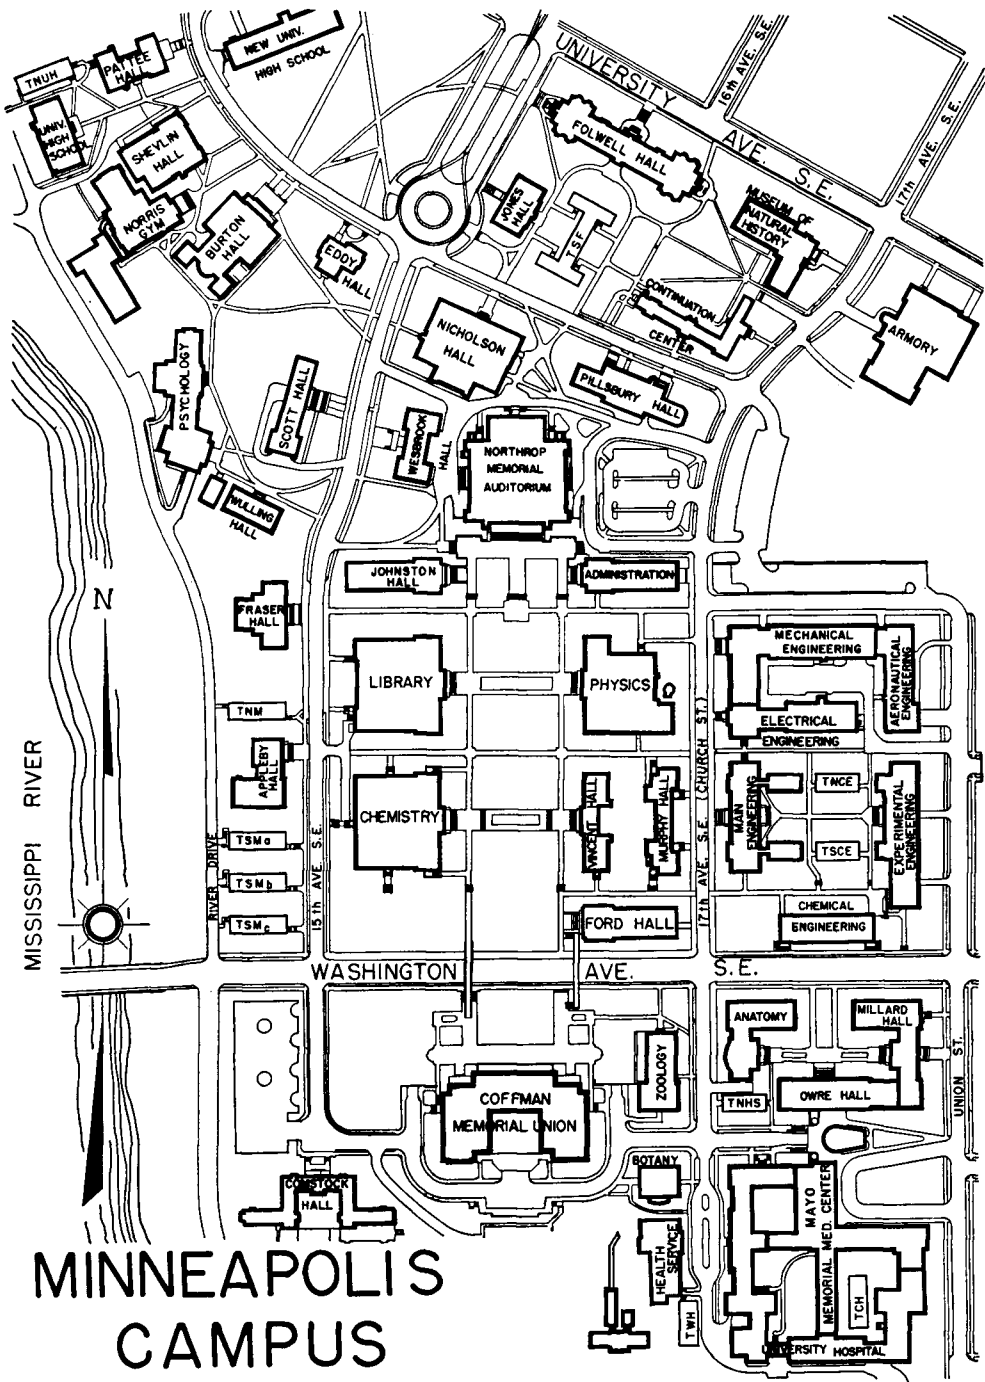 NEW UNIV.
HIGH SCHOOL
PATTEE
HALL
TNUH
UNIVERSITY AVE. S.E.
16th AVE. S.E.
17th AVE. S.E.
UNIV.
HIGH
SCHOOL
SHEVLIN
HALL
FOLWELL HALL
NORRIS
GYM
BURTON
HALL
EDDY
HALL
JONES
HALL
TSF
MUSEUM OF
NATURAL
HISTORY
CONTINUATION
CENTER
ARMORY
NICHOLSON
HALL
PILLSBURY HALL
PSYCHOLOGY
SCOTT HALL
WESBROOK
HALL
NORTHROP
MEMORIAL
AUDITORIUM
WULLING
HALL
JOHNSTON
HALL
ADMINISTRATION
N
FRASER
HALL
LIBRARY
PHYSICS
MECHANICAL
ENGINEERING
AERONAUTICAL
ENGINEERING
TNM
ELECTRICAL
ENGINEERING
APPLEBY
HALL
CHEMISTRY
VINCENT HALL
MURPHY HALL
17th AVE. S.E. (CHURCH ST.)
MAIN
ENGINEERING
TNCE
TSCE
EXPERIMENTAL
ENGINEERING
MISSISSIPPI RIVER
RIVER DRIVE
15th AVE. S.E.
TSMa
TSMb
TSMc
FORD HALL
CHEMICAL
ENGINEERING
WASHINGTON AVE. S.E.
ANATOMY
MILLARD
HALL
UNION ST.
ZOOLOGY
TNHS
OWRE HALL
COFFMAN
MEMORIAL UNION
BOTANY
COMSTOCK
HALL
HEALTH
SERVICE
TWH
MAYO
MEMORIAL MED. CENTER
TCH
UNIVERSITY HOSPITAL
MINNEAPOLIS
CAMPUS